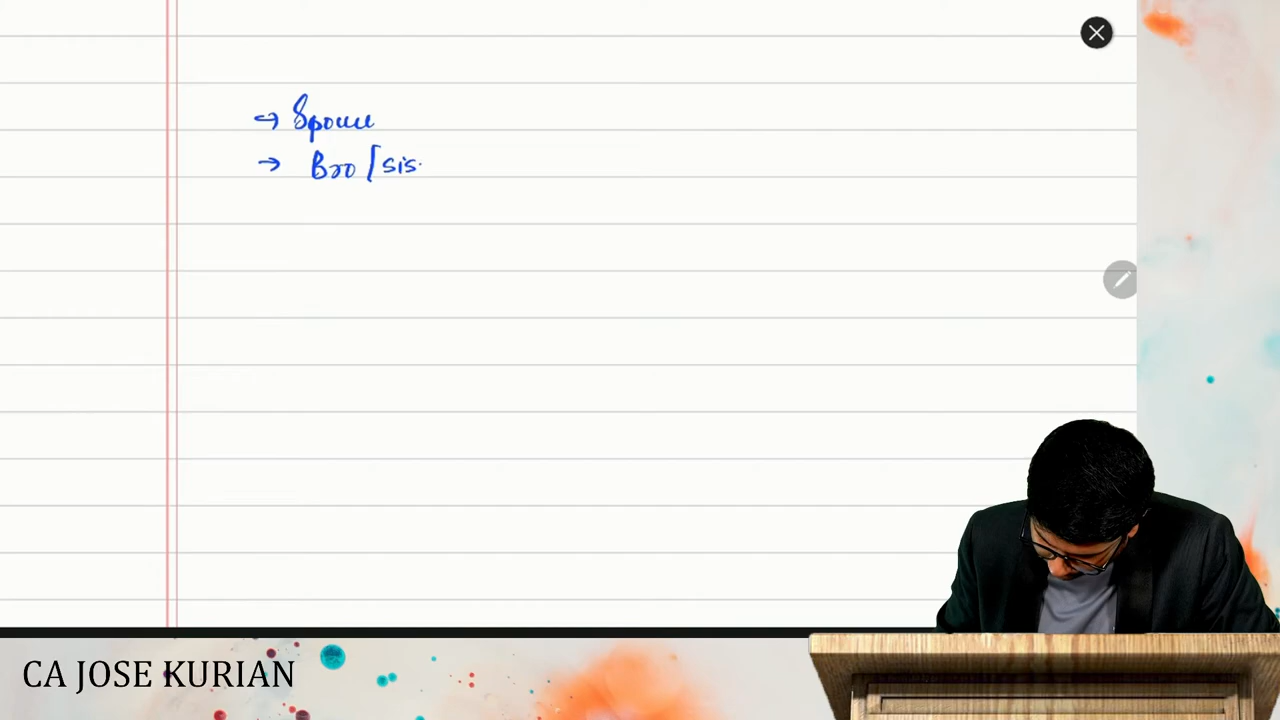 → Spouse
→ Bro/sis.
CA JOSE KURIAN